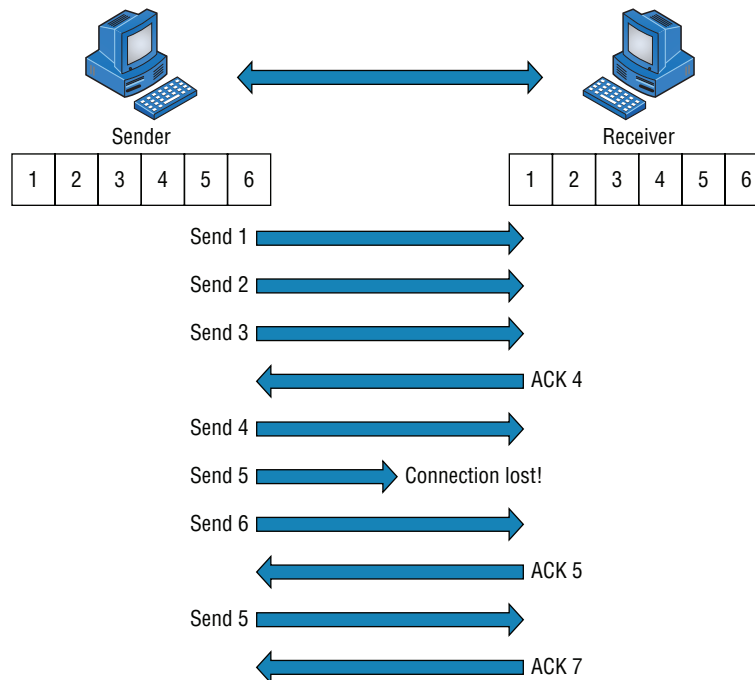 Sender Receiver
1 2 3 4 5 6 1 2 3 4 5 6
Send 1
Send 2
Send 3
ACK 4
Send 4
Send 5 Connection lost!
Send 6
ACK 5
Send 5
ACK 7